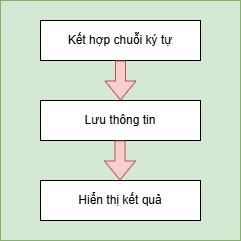 Kết hợp chuỗi ký tự
Lưu thông tin
Hiển thị kết quả